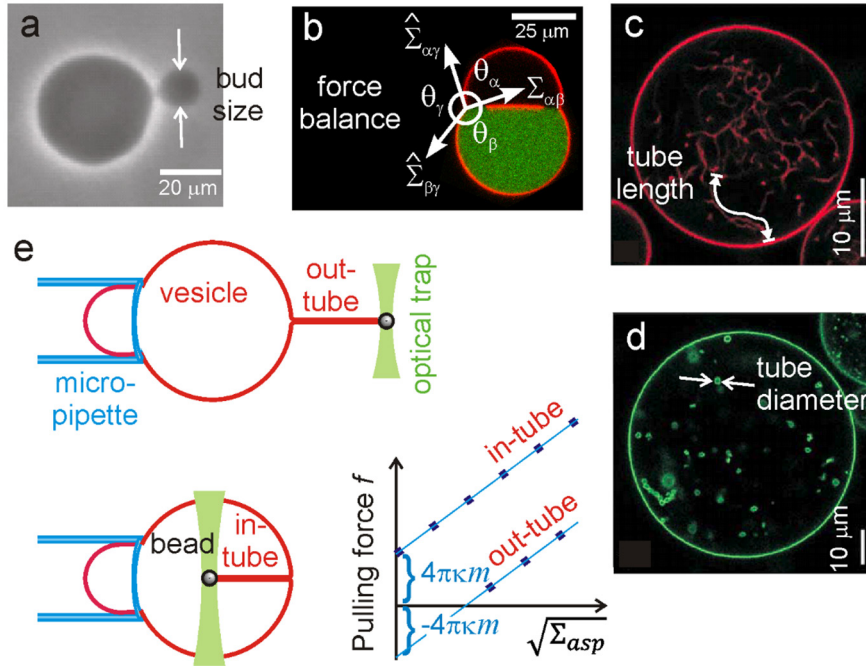 a
bud
size
20 μm
b
25 μm
Σ̂αγ
θα
Σαβ
force
balance
θγ
θβ
Σ̂βγ
c
tube
length
10 μm
d
tube
diameter
10 μm
e
vesicle
out-
tube
optical trap
micro-
pipette
bead
in-
tube
Pulling force f
in-tube
out-tube
4πκm
-4πκm
√Σasp